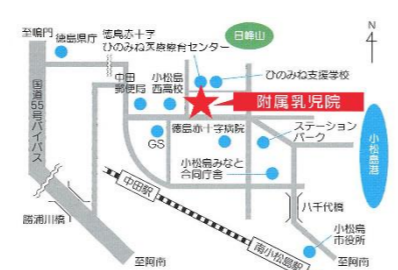 至鳴門
徳島県庁
徳島赤十字
ひのみね医療療育センター
日峰山
N
中田
郵便局
小松島
西高校
ひのみね支援学校
附属乳児院
国道55号バイパス
GS
徳島赤十字病院
ステーション
パーク
小松島港
小松島みなと
合同庁舎
中田駅
勝浦川橋
八千代橋
南小松島駅
小松島
市役所
至阿南
至阿南